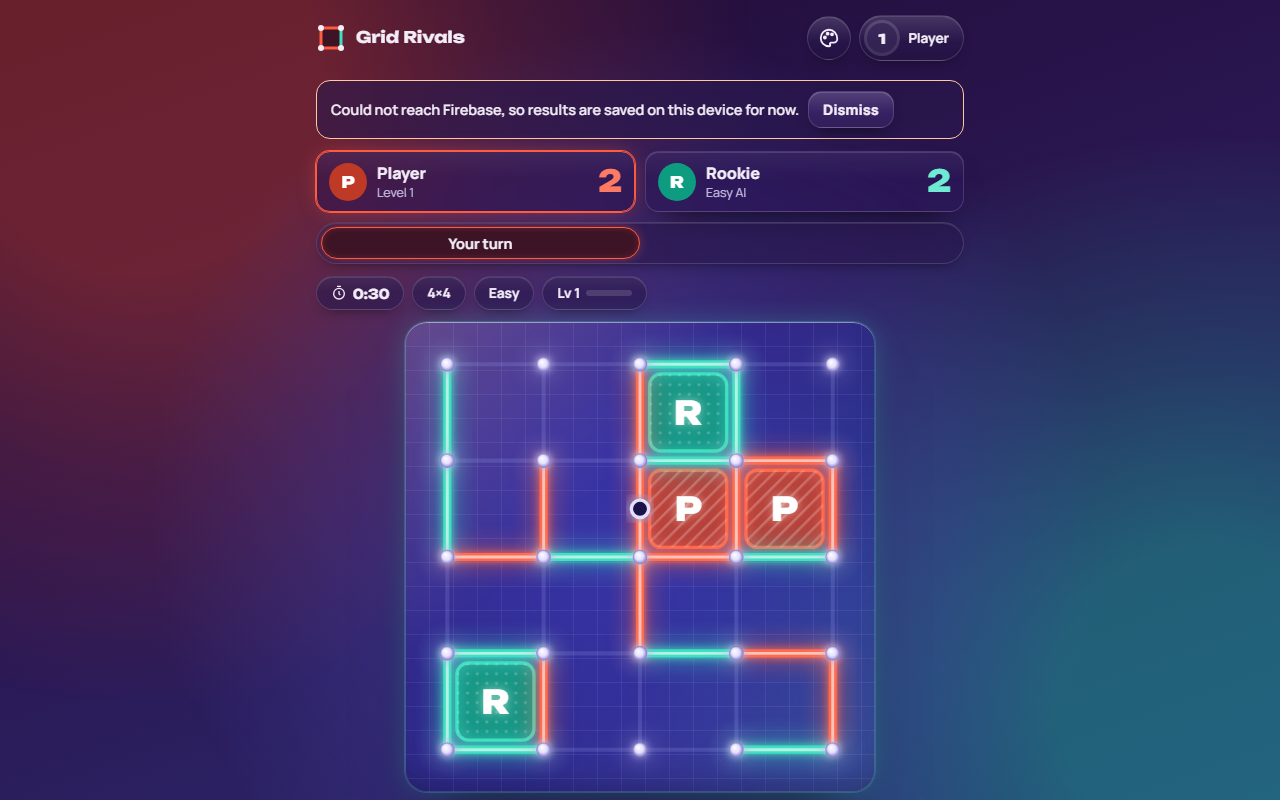 Grid Rivals
1 Player
Could not reach Firebase, so results are saved on this device for now. Dismiss
P Player 2
Level 1
R Rookie 2
Easy AI
Your turn
0:30 4×4 Easy Lv 1
R
P P
R